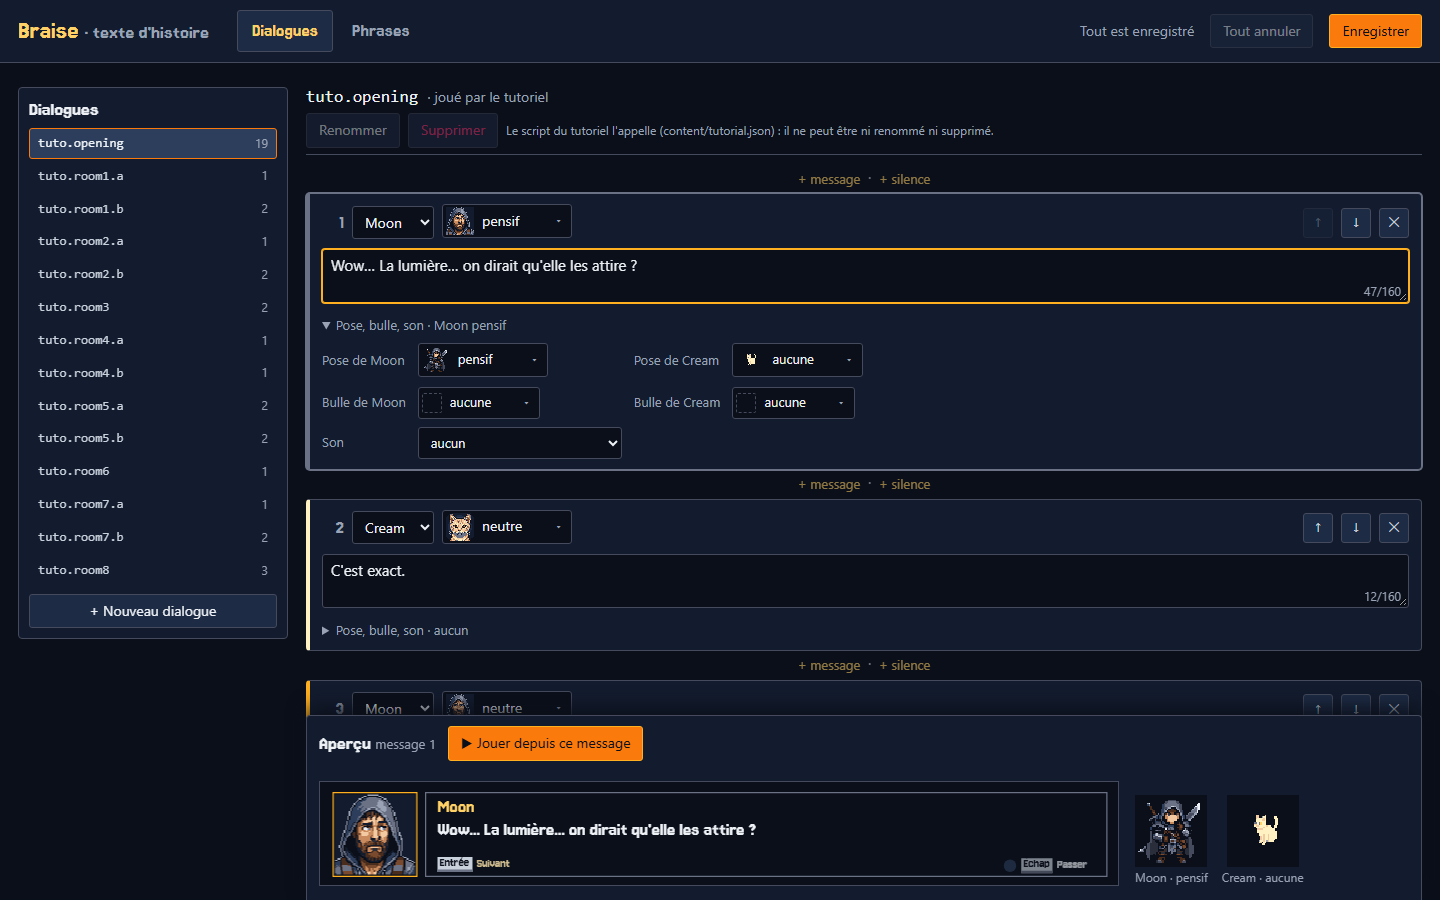 Braise · texte d'histoire
Dialogues
Phrases
Tout est enregistré
Tout annuler
Enregistrer
Dialogues
tuto.opening 19
tuto.room1.a 1
tuto.room1.b 2
tuto.room2.a 1
tuto.room2.b 2
tuto.room3 2
tuto.room4.a 1
tuto.room4.b 1
tuto.room5.a 2
tuto.room5.b 2
tuto.room6 1
tuto.room7.a 1
tuto.room7.b 2
tuto.room8 3
+ Nouveau dialogue
tuto.opening · joué par le tutoriel
Renommer
Supprimer
Le script du tutoriel l'appelle (content/tutorial.json) : il ne peut être ni renommé ni supprimé.
+ message · + silence
1 Moon pensif ↑ ↓ ✕
Wow... La lumière... on dirait qu'elle les attire ?
47/160
▼ Pose, bulle, son · Moon pensif
Pose de Moon pensif
Pose de Cream aucune
Bulle de Moon aucune
Bulle de Cream aucune
Son aucun
+ message · + silence
2 Cream neutre ↑ ↓ ✕
C'est exact.
12/160
▶ Pose, bulle, son · aucun
+ message · + silence
3 Moon neutre ↑ ↓ ✕
Aperçu message 1
▶ Jouer depuis ce message
Moon
Wow... La lumière... on dirait qu'elle les attire ?
Entrée Suivant
Echap Passer
Moon · pensif
Cream · aucune